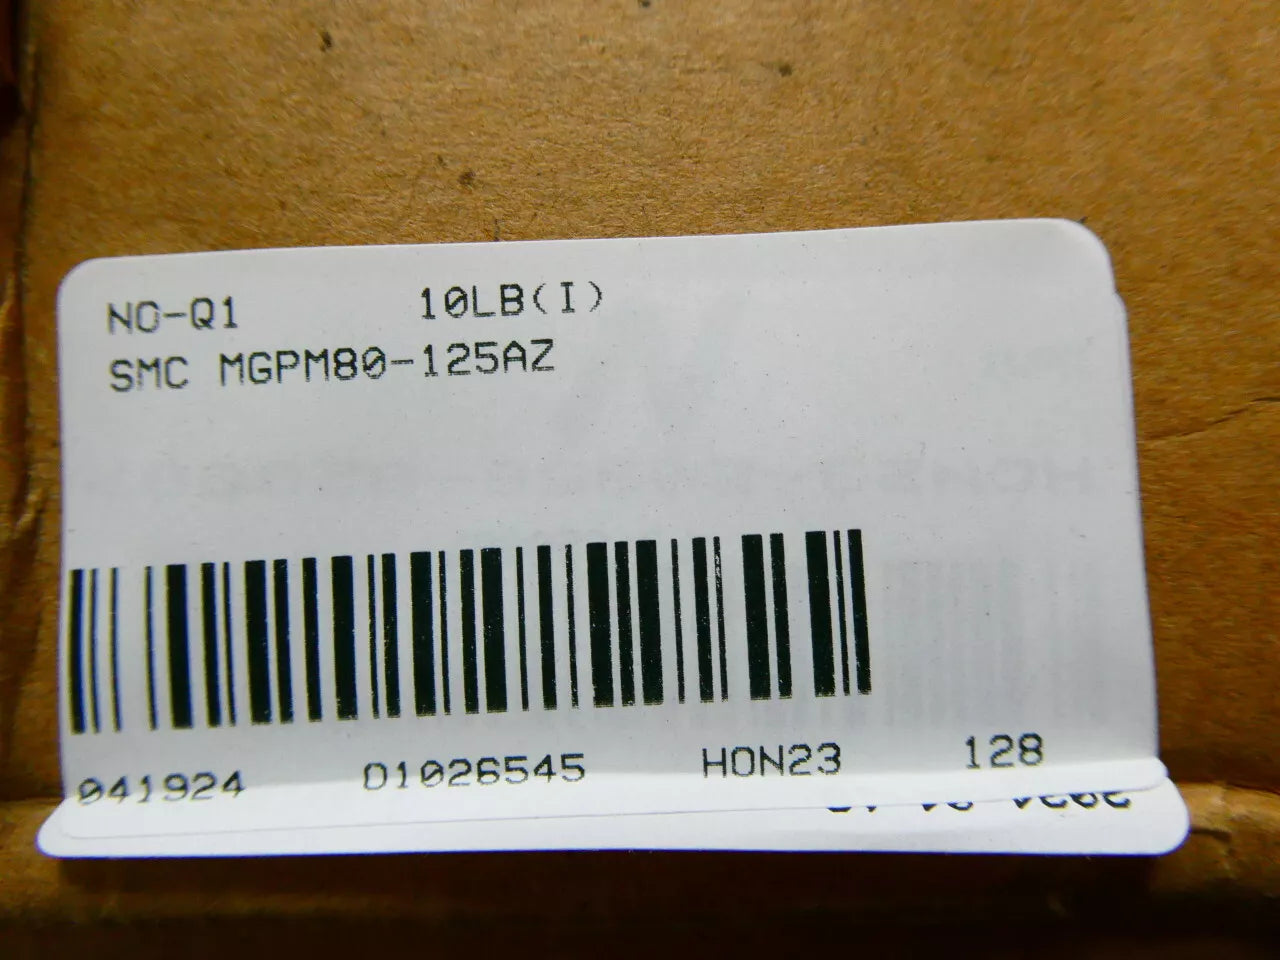 NO-Q1 10LB(I)
SMC MGPM80-125AZ
041924 D1026545 HON23 128